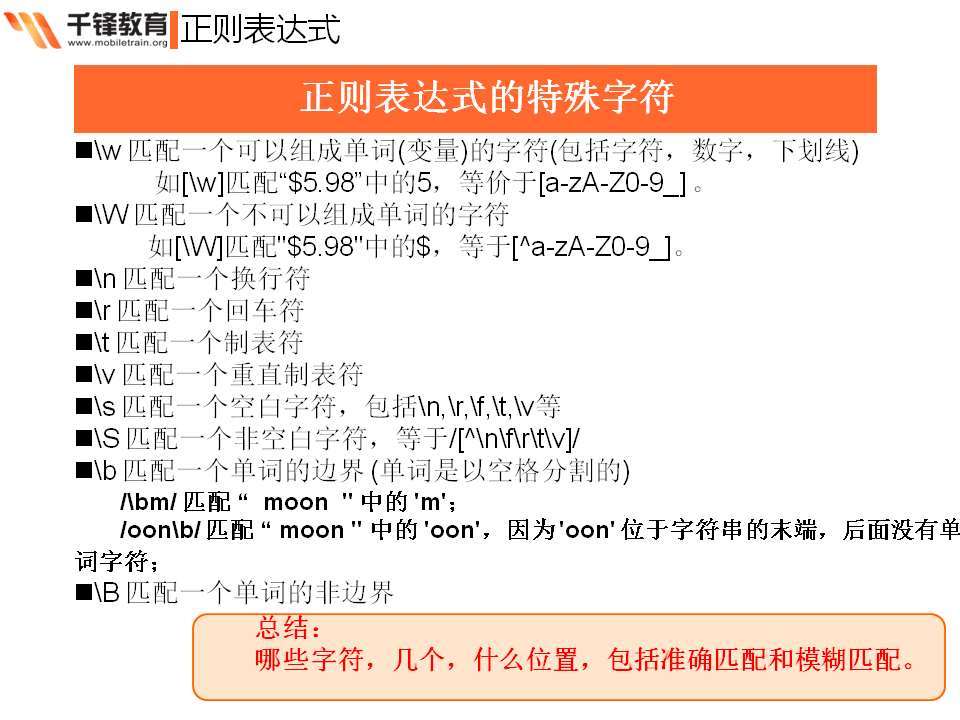 千锋教育
www.mobiletrain.org
正则表达式
正则表达式的特殊字符
■\w 匹配一个可以组成单词(变量)的字符(包括字符，数字，下划线)
如[\w]匹配“$5.98”中的5，等价于[a-zA-Z0-9_] 。
■\W 匹配一个不可以组成单词的字符
如[\W]匹配"$5.98"中的$，等于[^a-zA-Z0-9_]。
■\n 匹配一个换行符
■\r 匹配一个回车符
■\t 匹配一个制表符
■\v 匹配一个重直制表符
■\s 匹配一个空白字符，包括\n,\r,\f,\t,\v等
■\S 匹配一个非空白字符，等于/[^\n\f\r\t\v]/
■\b 匹配一个单词的边界 (单词是以空格分割的)
/\bm/ 匹配 “ moon " 中的 'm'；
/oon\b/ 匹配 “ moon " 中的 'oon'，因为 'oon' 位于字符串的末端，后面没有单
词字符；
■\B 匹配一个单词的非边界
总结：
哪些字符，几个，什么位置，包括准确匹配和模糊匹配。